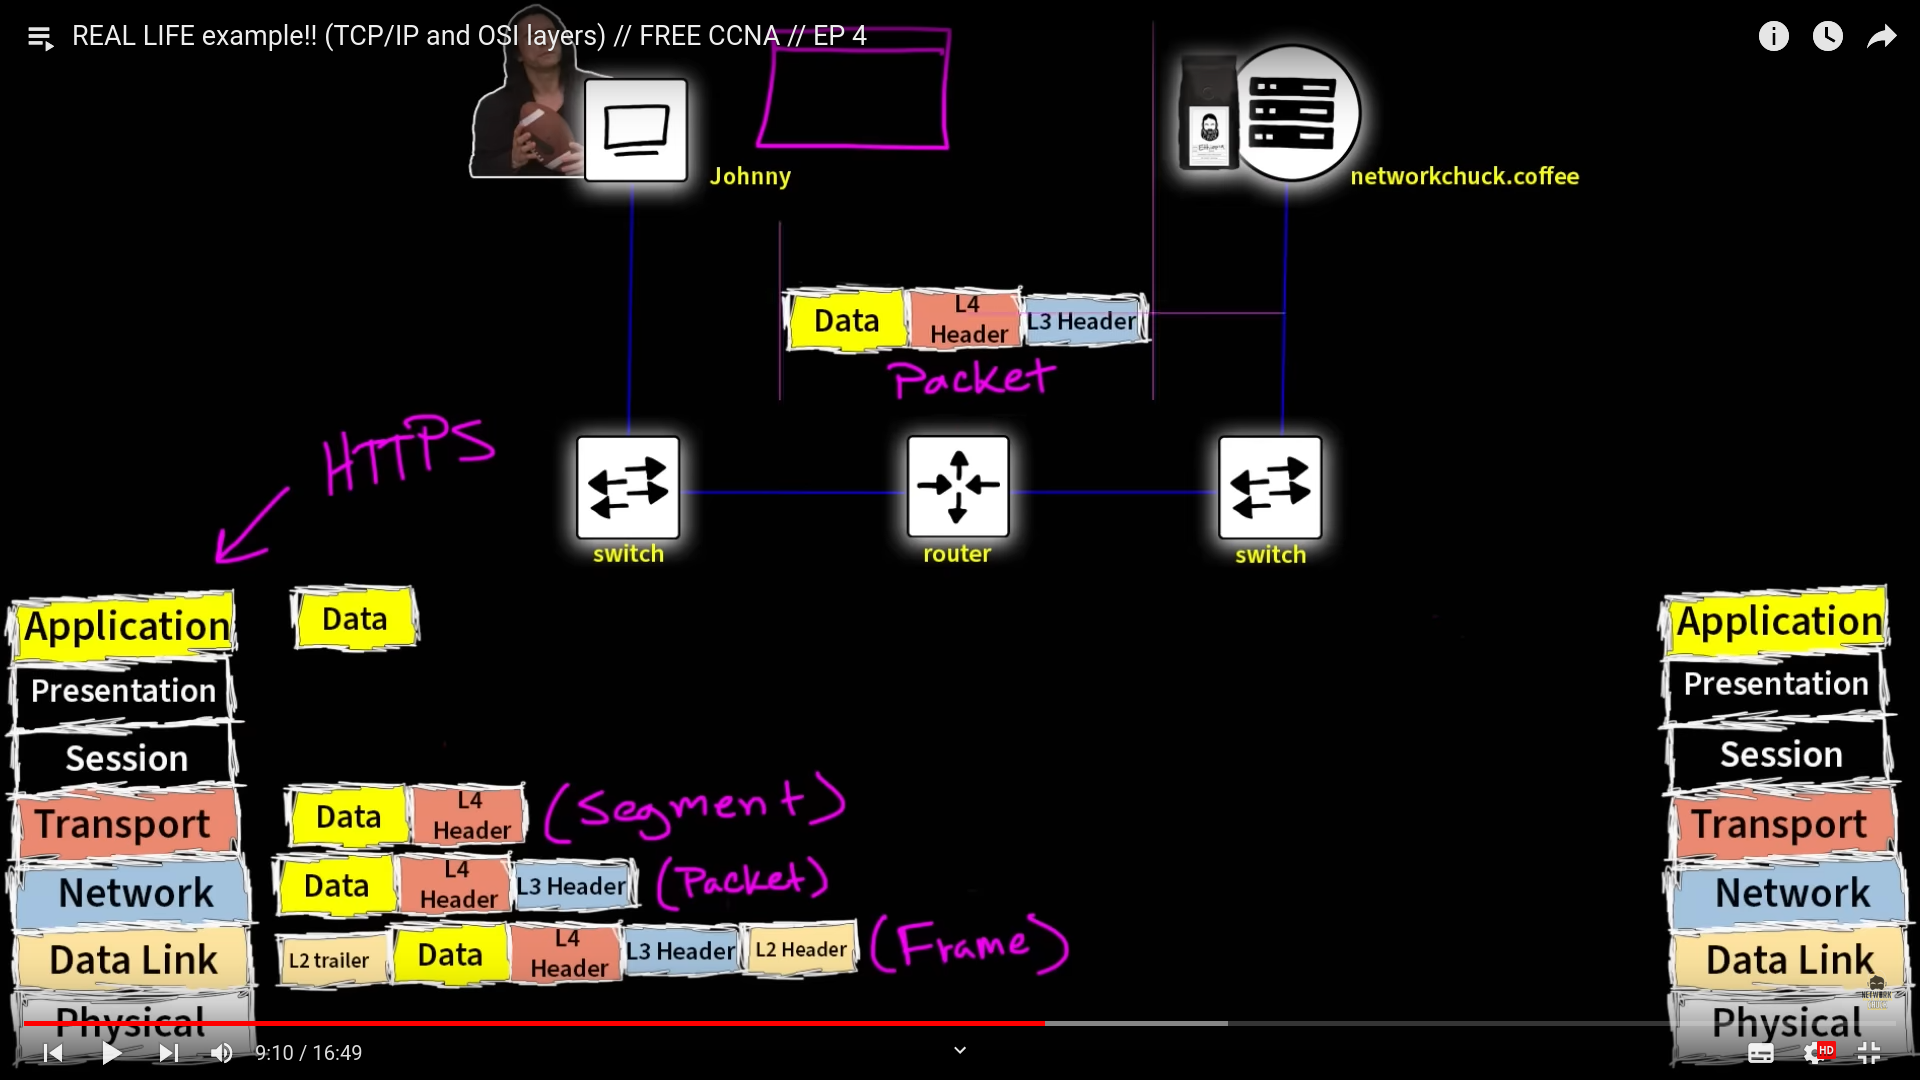 REAL LIFE example!! (TCP/IP and OSI layers) // FREE CCNA // EP 4
Johnny
networkchuck.coffee
Data
L4
Header
L3 Header
Packet
HTTPS
switch
router
switch
Application
Data
Presentation
Session
Transport
Data
L4
Header
(Segment)
Network
Data
L4
Header
L3 Header
(Packet)
Data Link
L2 trailer
Data
L4
Header
L3 Header
L2 Header
(Frame)
Physical
Application
Presentation
Session
Transport
Network
Data Link
Physical
9:10 / 16:49
HD